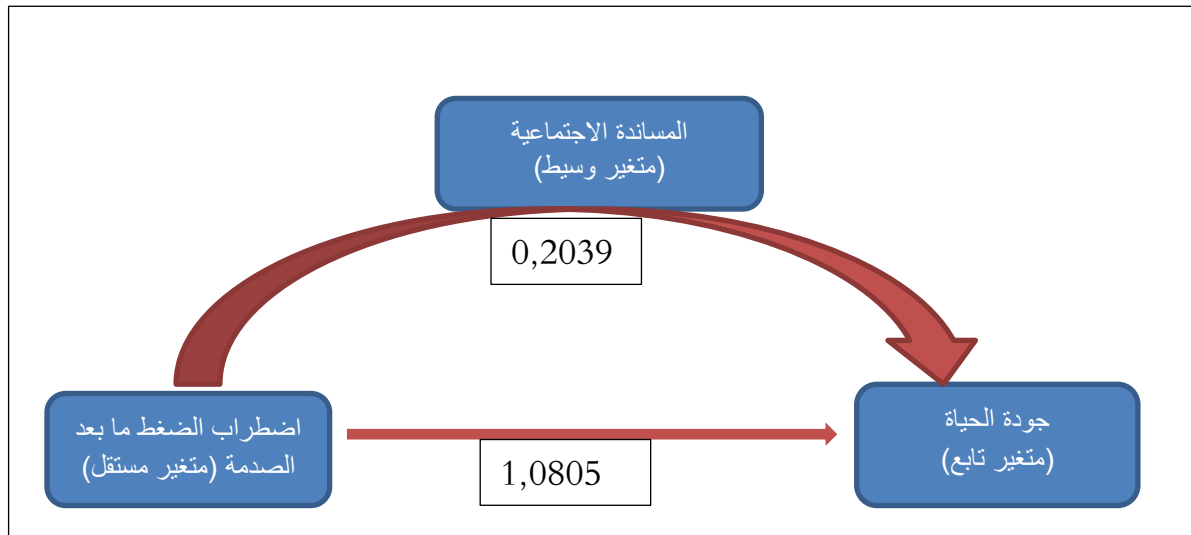 المساندة الاجتماعية
(متغير وسيط)
0,2039
اضطراب الضغط ما بعد
الصدمة (متغير مستقل)
1,0805
جودة الحياة
(متغير تابع)